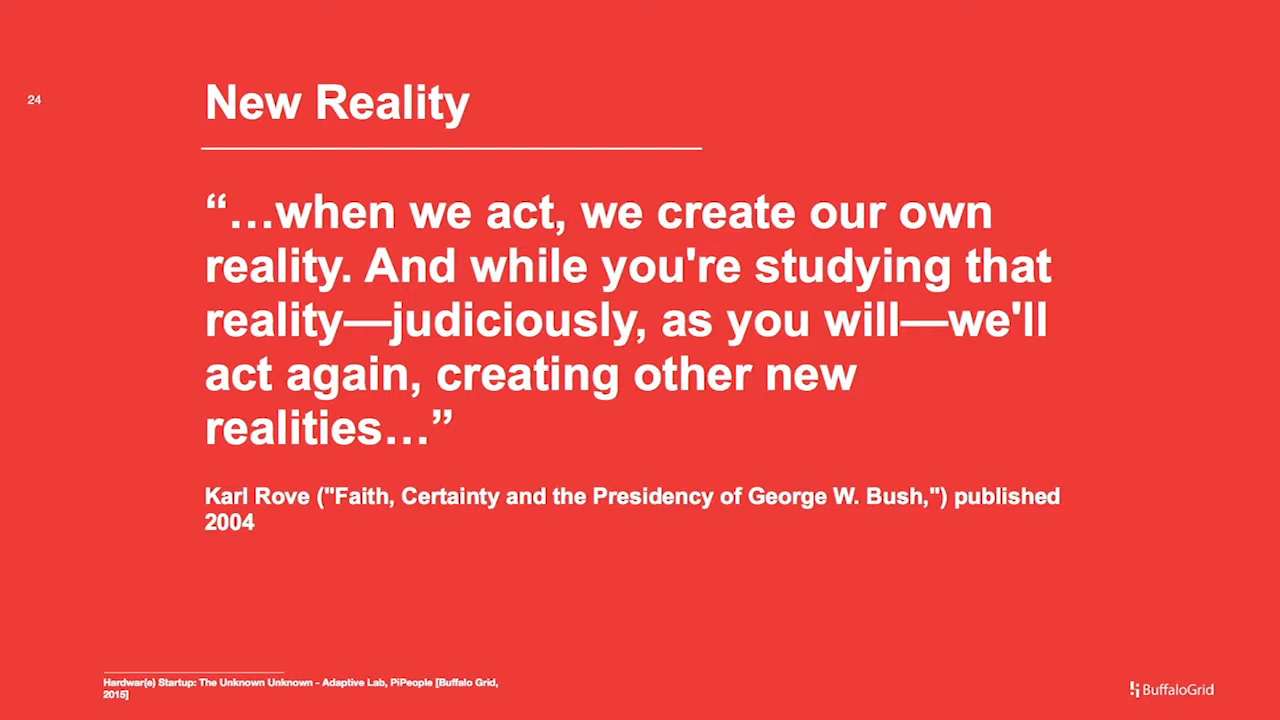 24
New Reality
“…when we act, we create our own
reality. And while you're studying that
reality—judiciously, as you will—we'll
act again, creating other new
realities…”
Karl Rove ("Faith, Certainty and the Presidency of George W. Bush,") published
2004
Hardwar(e) Startup: The Unknown Unknown - Adaptive Lab, PiPeople [Buffalo Grid,
2015]
BuffaloGrid